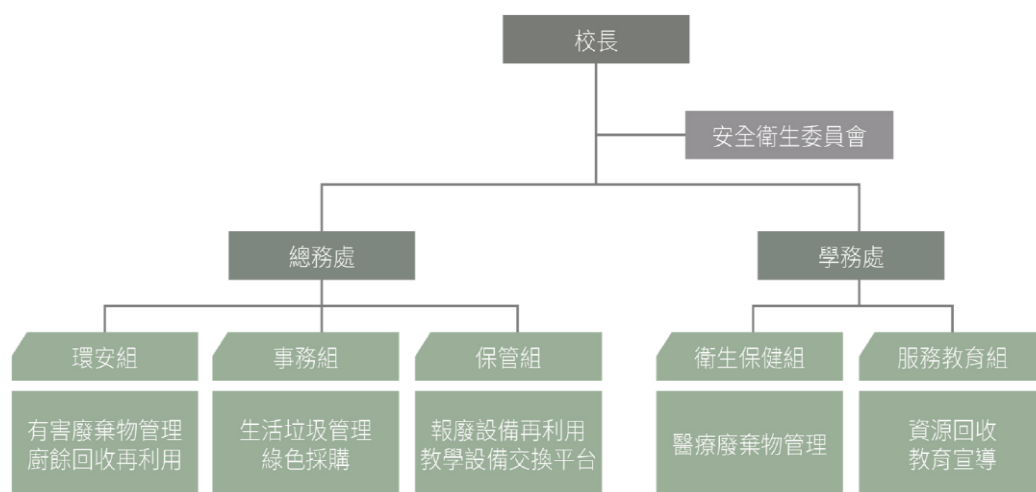 校長
安全衛生委員會
總務處
學務處
環安組
事務組
保管組
衛生保健組
服務教育組
有害廢棄物管理
廚餘回收再利用
生活垃圾管理
綠色採購
報廢設備再利用
教學設備交換平台
醫療廢棄物管理
資源回收
教育宣導